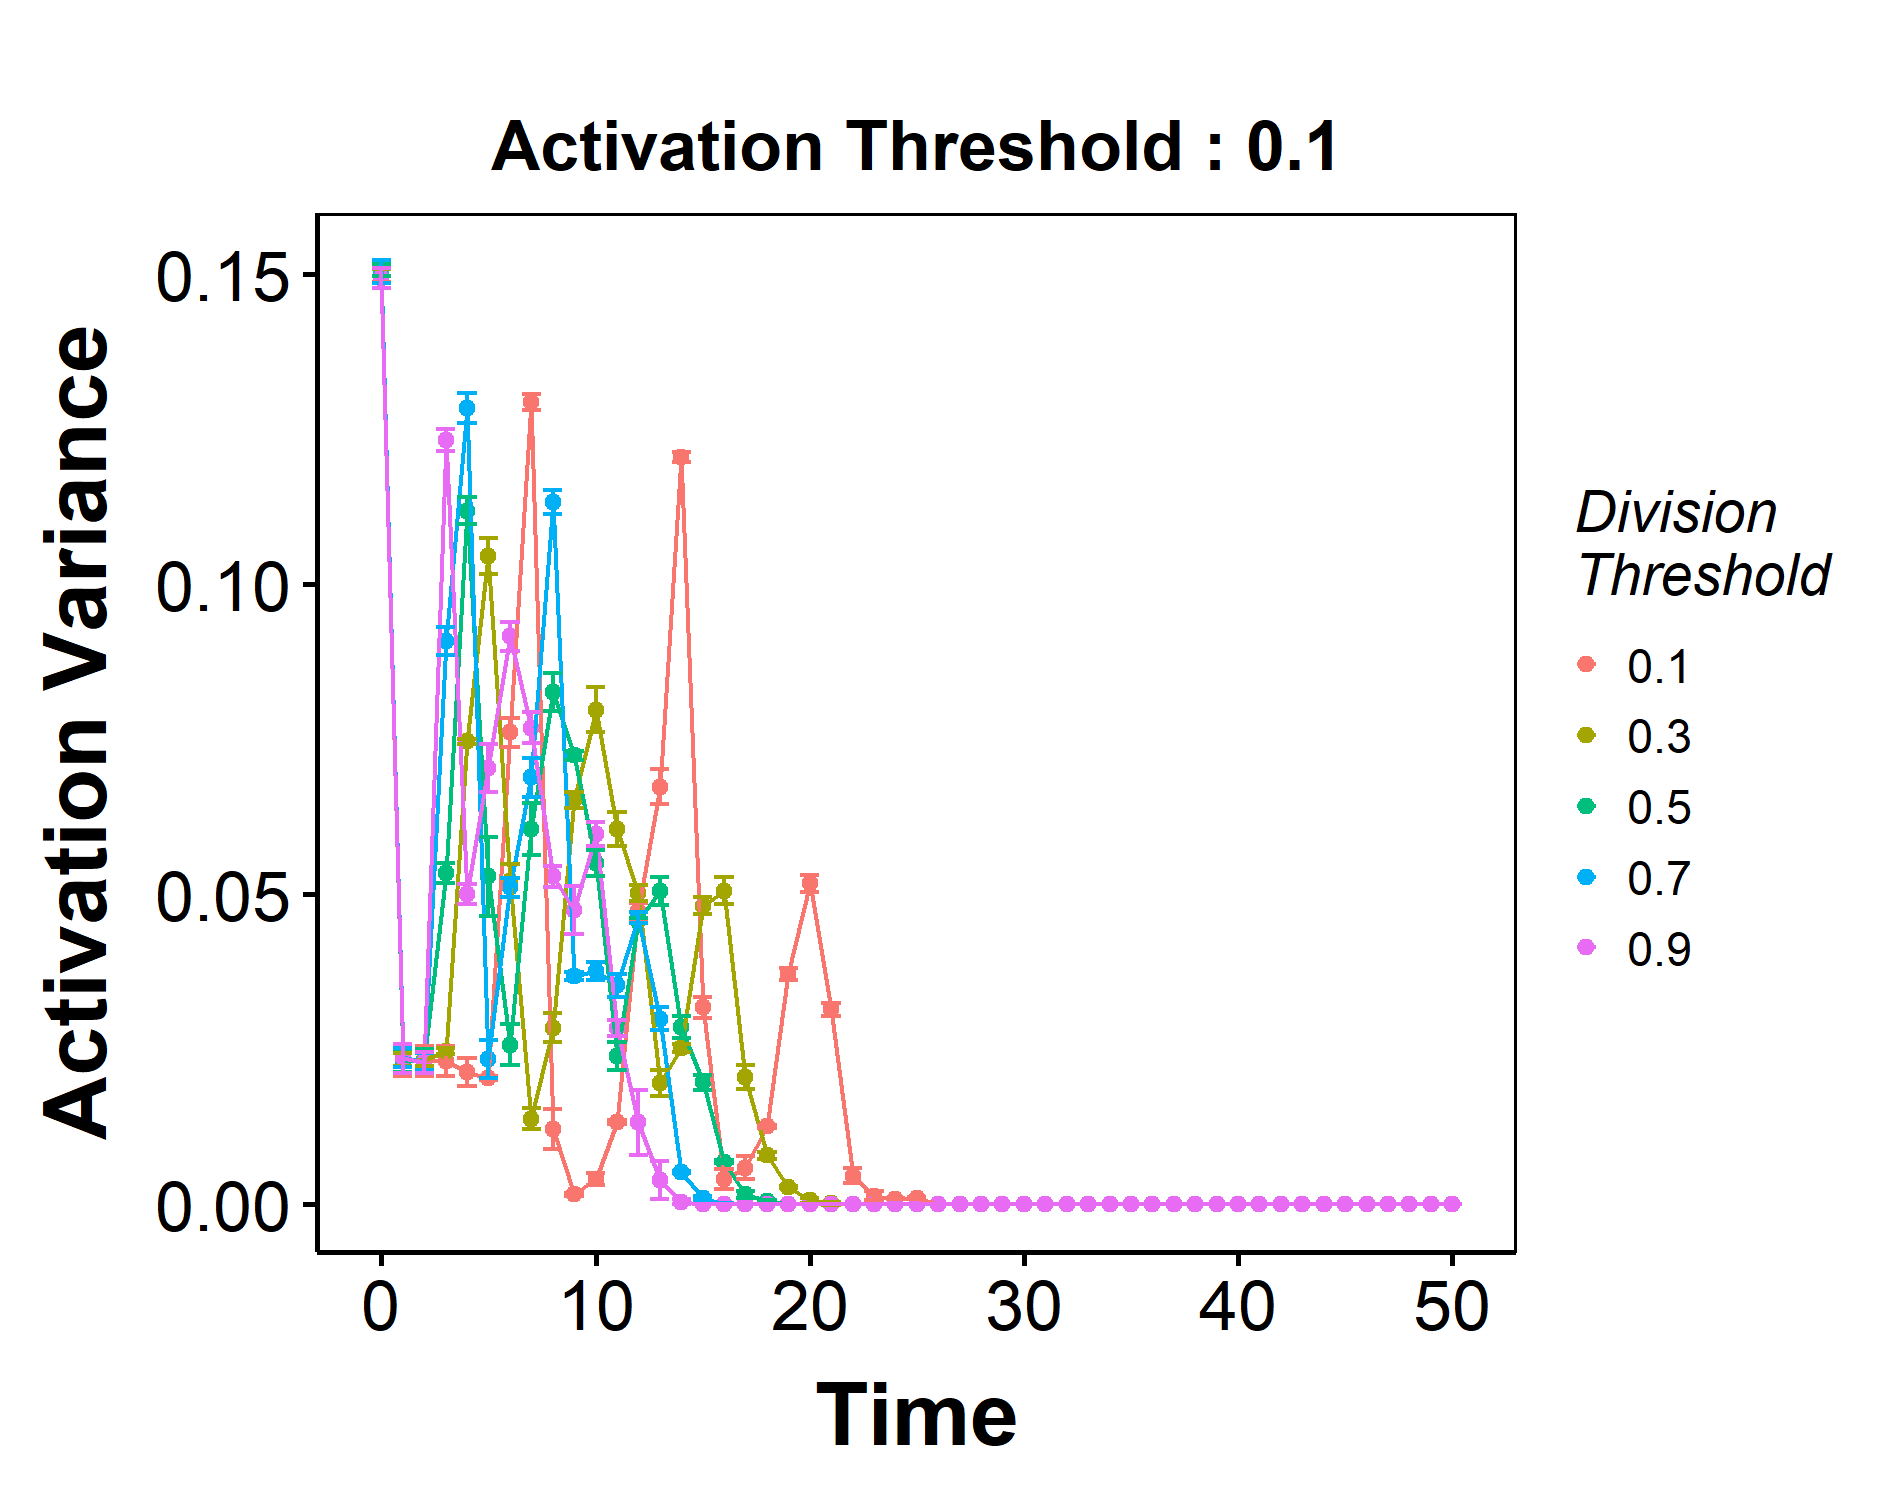 Activation Threshold : 0.1
Activation Variance
0.15
0.10
0.05
0.00
0 10 20 30 40 50
Time
Division
Threshold
0.1
0.3
0.5
0.7
0.9